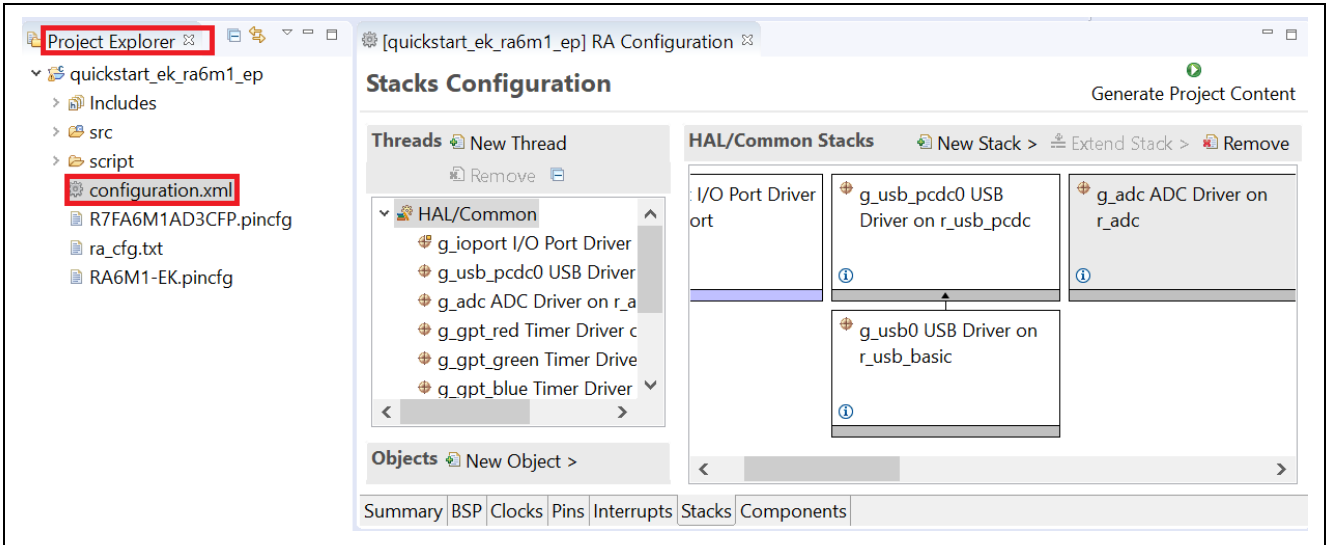 Project Explorer
quickstart_ek_ra6m1_ep
Includes
src
script
configuration.xml
R7FA6M1AD3CFP.pincfg
ra_cfg.txt
RA6M1-EK.pincfg
[quickstart_ek_ra6m1_ep] RA Configuration
Stacks Configuration
Generate Project Content
Threads New Thread
Remove
HAL/Common
g_ioport I/O Port Driver
g_usb_pcdc0 USB Driver
g_adc ADC Driver on r_a
g_gpt_red Timer Driver c
g_gpt_green Timer Drive
g_gpt_blue Timer Driver
Objects New Object >
HAL/Common Stacks New Stack > Extend Stack > Remove
I/O Port Driver
ort
g_usb_pcdc0 USB
Driver on r_usb_pcdc
g_adc ADC Driver on
r_adc
g_usb0 USB Driver on
r_usb_basic
Summary BSP Clocks Pins Interrupts Stacks Components